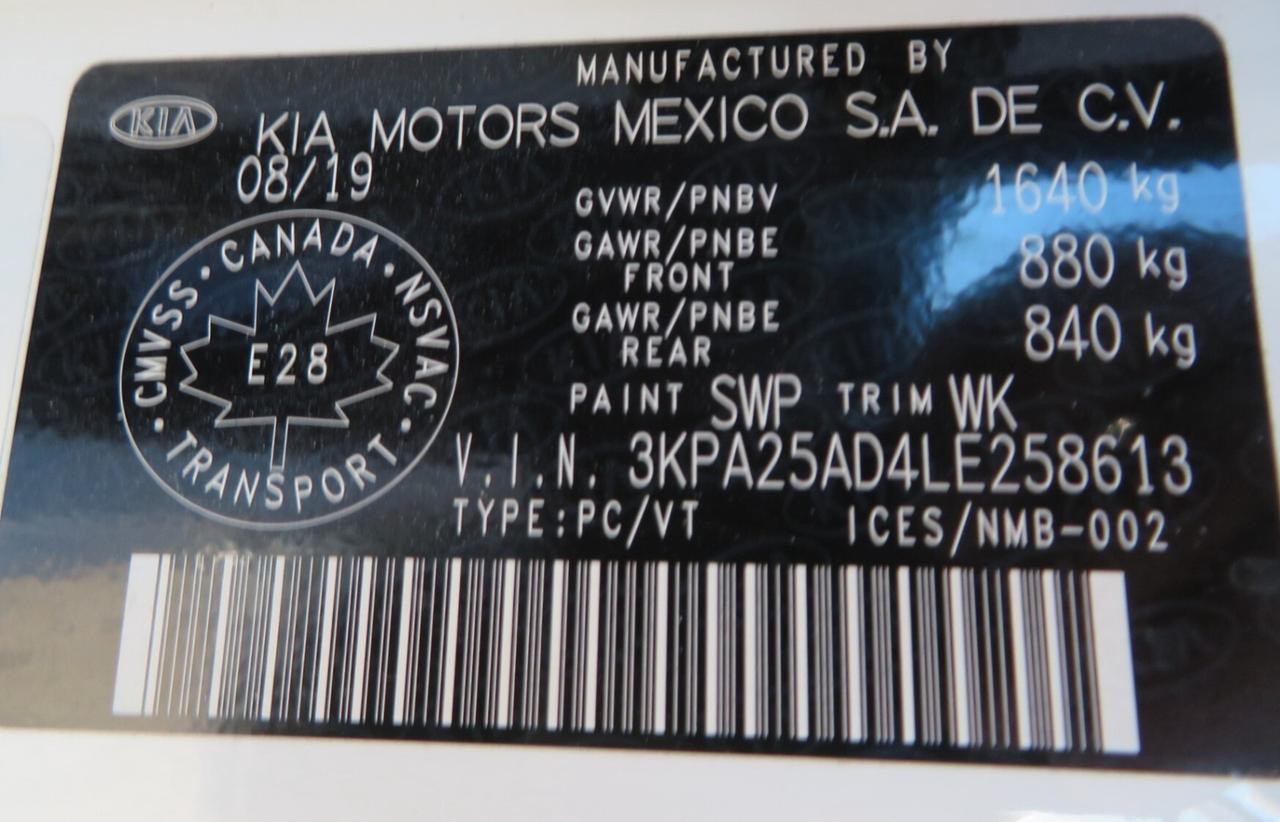 MANUFACTURED BY
KIA
KIA MOTORS MEXICO S.A. DE C.V.
08/19
GVWR/PNBV 1640 kg
GAWR/PNBE FRONT 880 kg
GAWR/PNBE REAR 840 kg
CMVSS · CANADA · NSVAC · TRANSPORT ·
E28
PAINT SWP TRIM WK
V.I.N. 3KPA25AD4LE258613
TYPE:PC/VT ICES/NMB-002